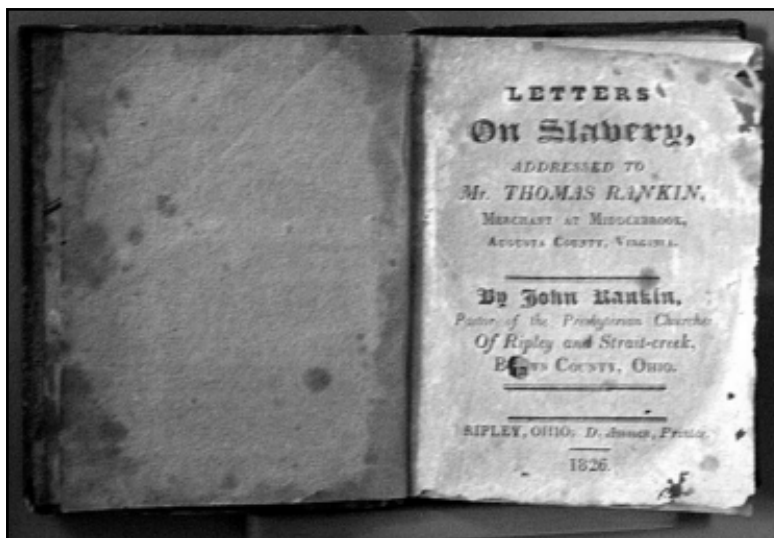 LETTERS
On Slavery,
ADDRESSED TO
Mr. THOMAS RANKIN,
MERCHANT AT MIDDLEBROOK,
AUGUSTA COUNTY, VIRGINIA.
By John Rankin,
Pastor of the Presbyterian Churches
Of Ripley and Strait-creek,
BROWN COUNTY, OHIO.
RIPLEY, OHIO: D. Ammen, Printer.
1826.